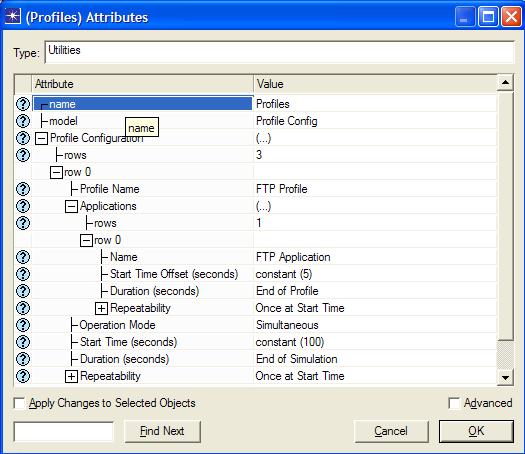 (Profiles) Attributes
Type: Utilities
Attribute Value
name Profiles
model Profile Config
name
Profile Configuration (...)
rows 3
row 0
Profile Name FTP Profile
Applications (...)
rows 1
row 0
Name FTP Application
Start Time Offset (seconds) constant (5)
Duration (seconds) End of Profile
Repeatability Once at Start Time
Operation Mode Simultaneous
Start Time (seconds) constant (100)
Duration (seconds) End of Simulation
Repeatability Once at Start Time
Apply Changes to Selected Objects Advanced
Find Next Cancel OK